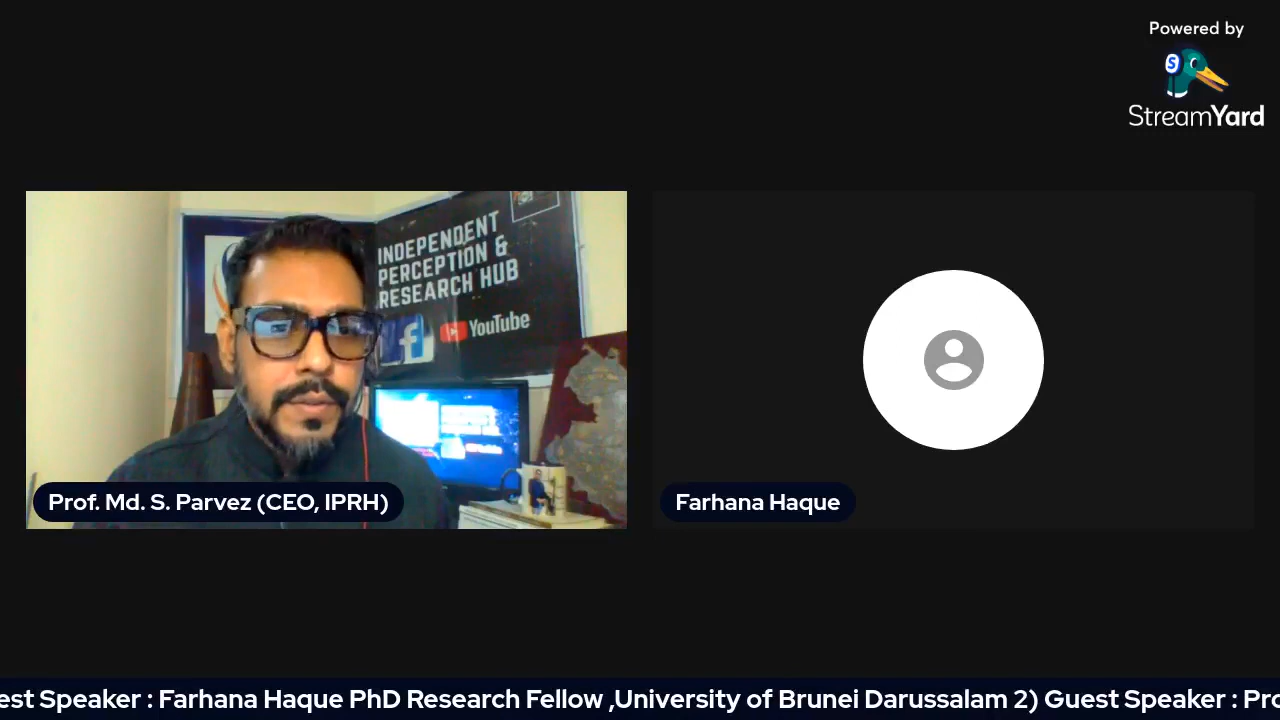 Powered by
S
StreamYard
INDEPENDENT
PERCEPTION &
RESEARCH HUB
f
YouTube
Prof. Md. S. Parvez (CEO, IPRH)
Farhana Haque
est Speaker : Farhana Haque PhD Research Fellow ,University of Brunei Darussalam 2) Guest Speaker : Pro